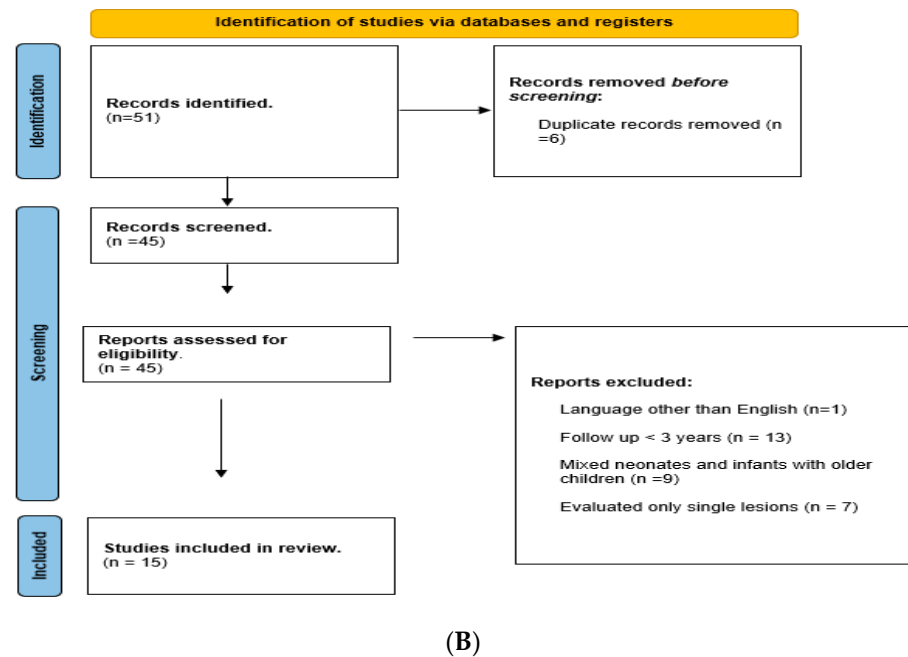 Identification of studies via databases and registers
Identification
Records identified.
(n=51)
Records removed before
screening:
Duplicate records removed (n
=6)
Screening
Records screened.
(n =45)
Reports assessed for
eligibility.
(n = 45)
Reports excluded:
Language other than English (n=1)
Follow up < 3 years (n = 13)
Mixed neonates and infants with older
children (n =9)
Evaluated only single lesions (n = 7)
Included
Studies included in review.
(n = 15)
(B)